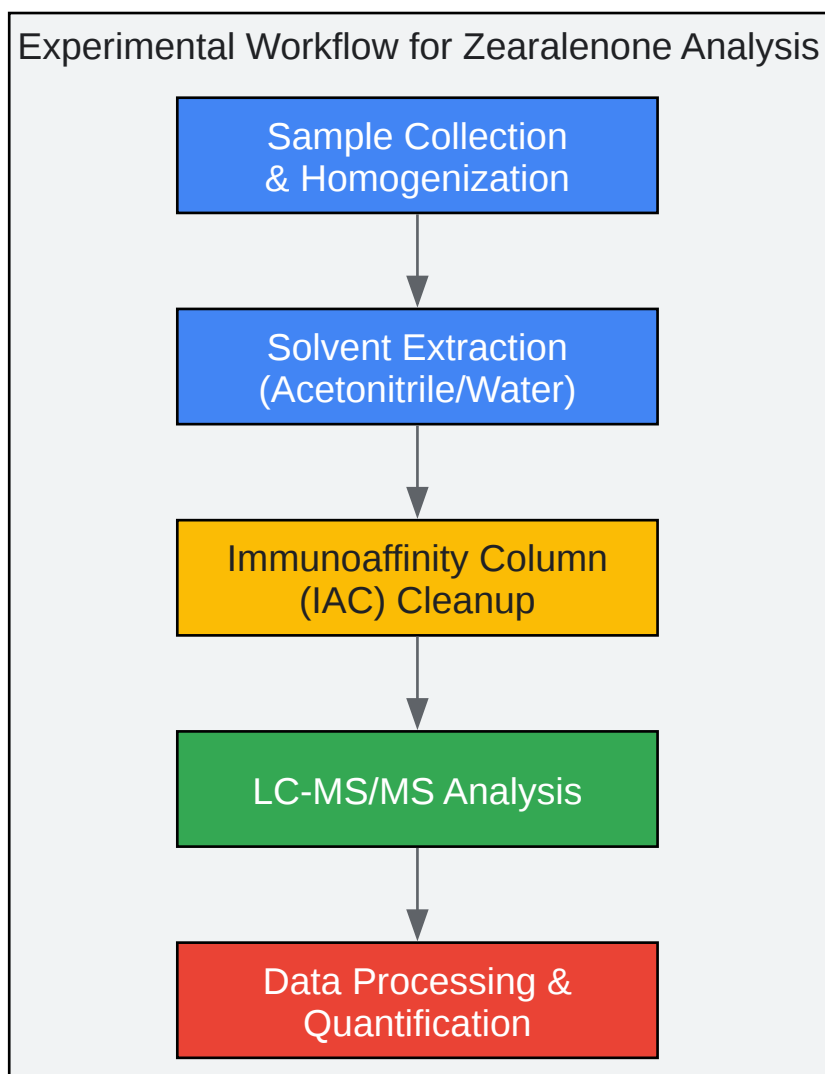 Experimental Workflow for Zearalenone Analysis
Sample Collection
& Homogenization
Solvent Extraction
(Acetonitrile/Water)
Immunoaffinity Column
(IAC) Cleanup
LC-MS/MS Analysis
Data Processing &
Quantification